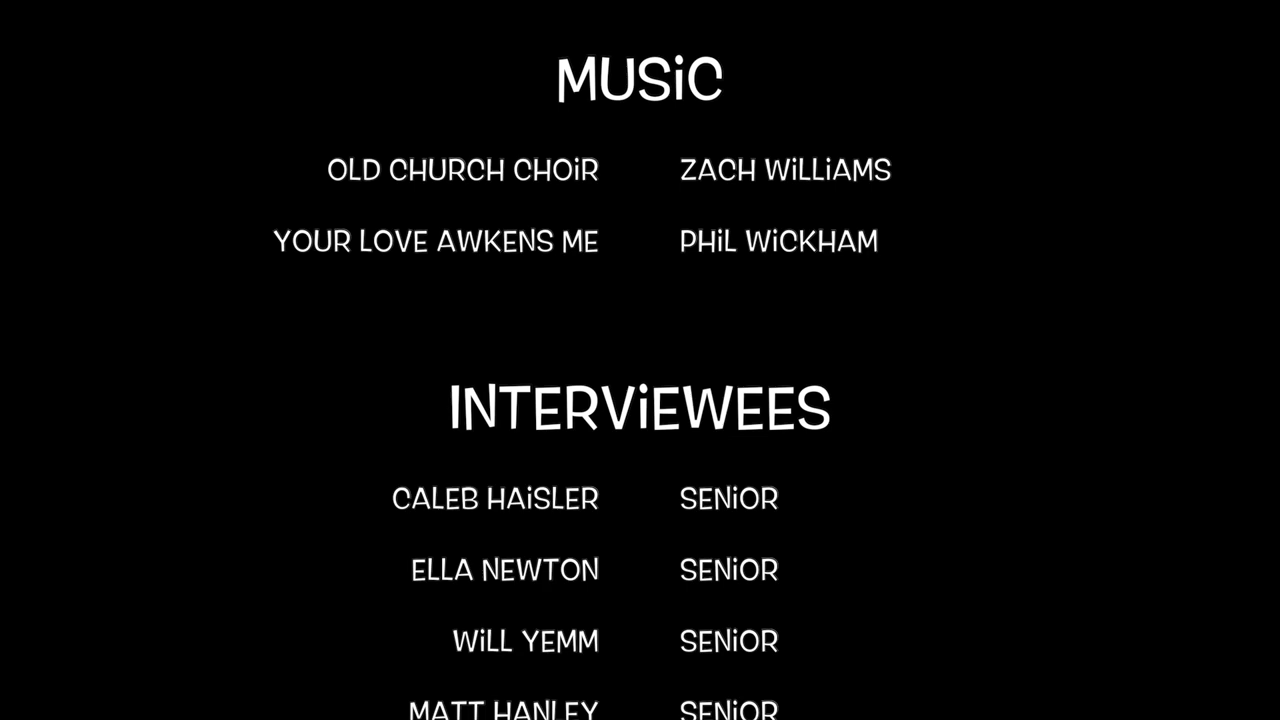 MUSiC
OLD CHURCH CHOiR ZACH WiLLiAMS
YOUR LOVE AWKENS ME PHiL WiCKHAM
INTERViEWEES
CALEB HAiSLER SENiOR
ELLA NEWTON SENiOR
WiLL YEMM SENiOR
MATT HANLEY SENiOR